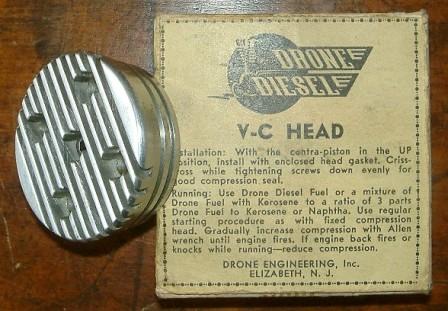 DRONE
DIESEL
V-C HEAD
nstallation: With the contra-piston in the UP
osition, install with enclosed head gasket. Criss-
oss while tightening screws down evenly for
ood compression seal.
Running: Use Drone Diesel Fuel or a mixture of
Drone Fuel with Kerosene to a ratio of 3 parts
Drone Fuel to Kerosene or Naphtha. Use regular
starting procedure as with fixed compression
head. Gradually increase compression with Allen
wrench until engine fires. If engine back fires or
knocks while running—reduce compression.
DRONE ENGINEERING, Inc.
ELIZABETH, N. J.